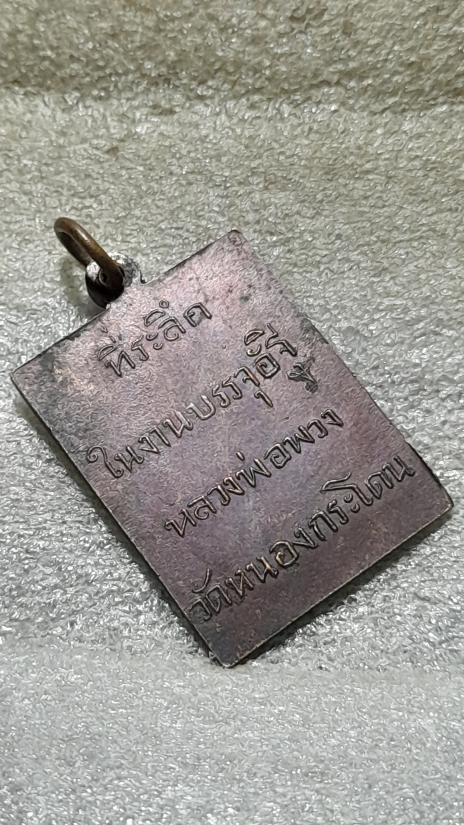 ที่ระลึก
ในงานบรรจุอัฐิ
หลวงพ่อพวง
วัดหนองกระโดน